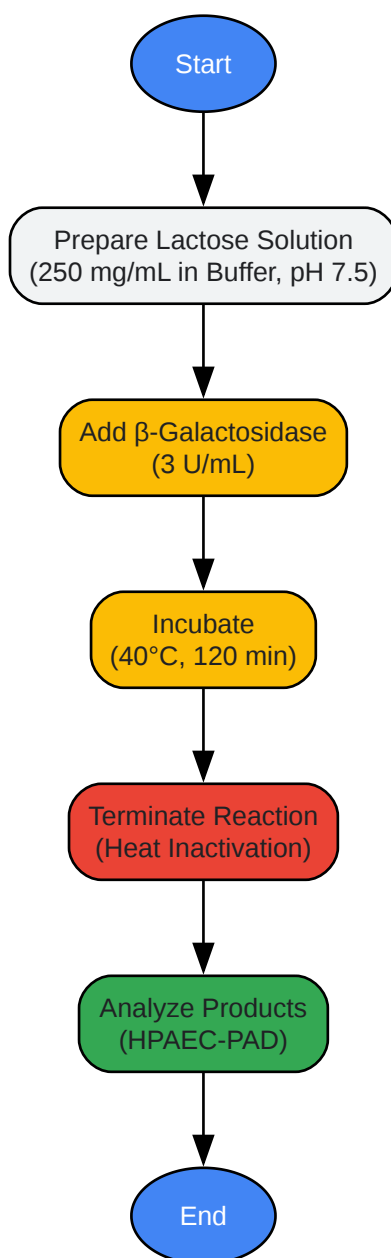 Start
Prepare Lactose Solution
(250 mg/mL in Buffer, pH 7.5)
Add β-Galactosidase
(3 U/mL)
Incubate
(40°C, 120 min)
Terminate Reaction
(Heat Inactivation)
Analyze Products
(HPAEC-PAD)
End